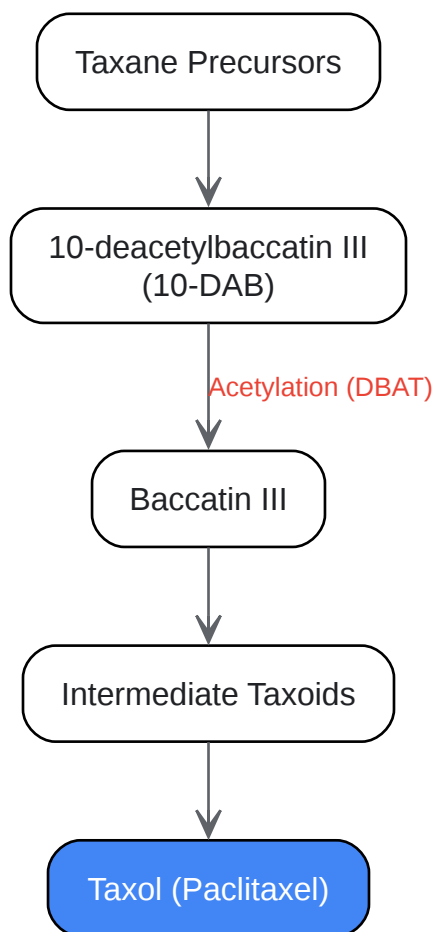 Taxane Precursors
10-deacetylbaccatin III
(10-DAB)
Acetylation (DBAT)
Baccatin III
Intermediate Taxoids
Taxol (Paclitaxel)